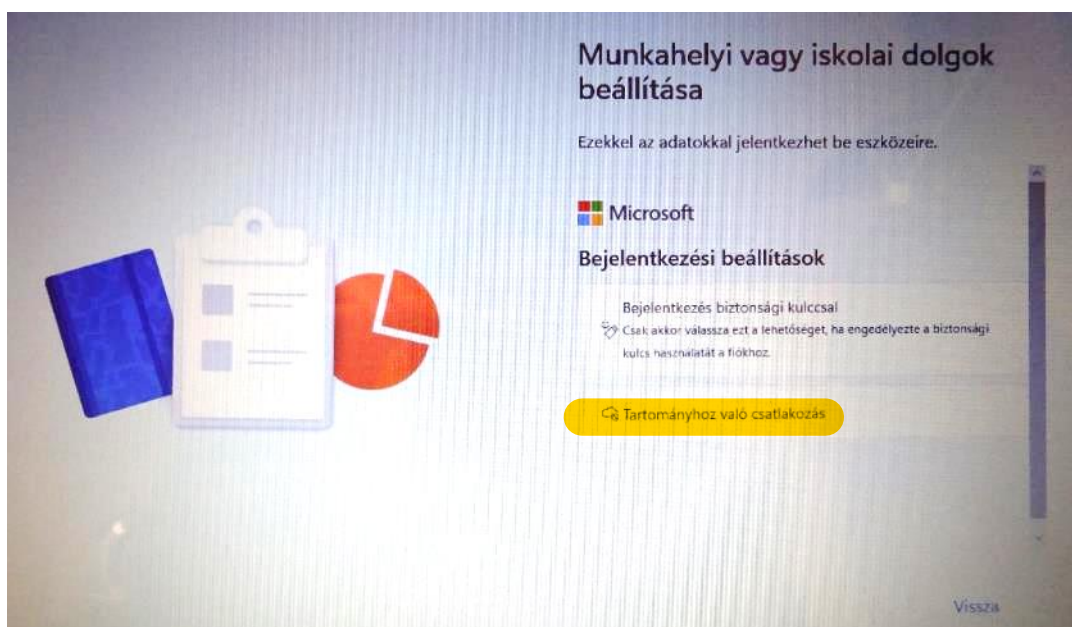 Munkahelyi vagy iskolai dolgok
beállítása
Ezekkel az adatokkal jelentkezhet be eszközeire.
Microsoft
Bejelentkezési beállítások
Bejelentkezés biztonsági kulccsal
Csak akkor válassza ezt a lehetőséget, ha engedélyezte a biztonsági
kulcs használatát a fiókhoz.
Tartományhoz való csatlakozás
Vissza